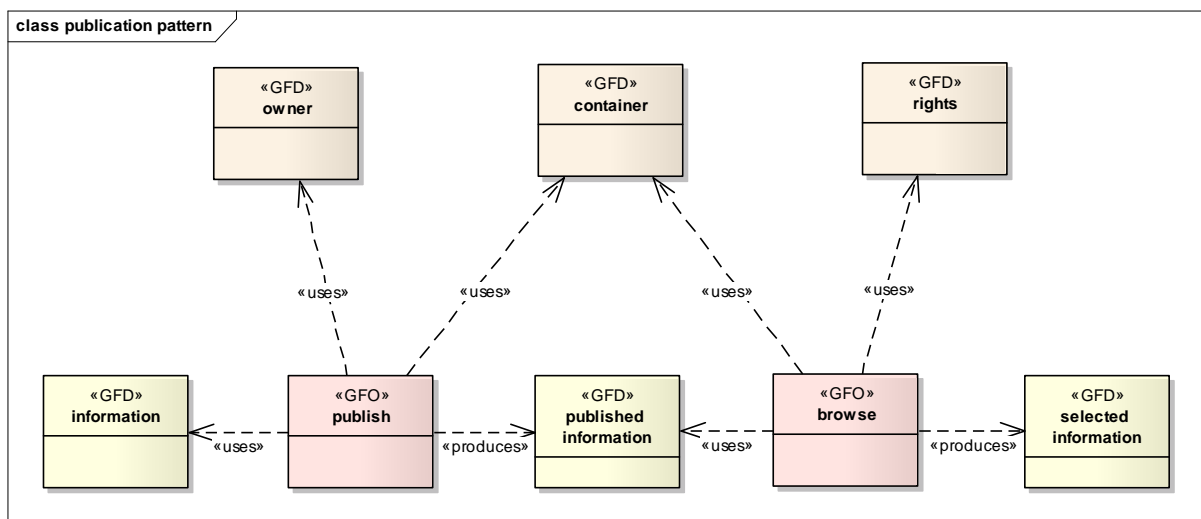 class publication pattern
«GFD»
owner
«GFD»
container
«GFD»
rights
«uses»
«uses»
«uses»
«uses»
«GFD»
information
«GFO»
publish
«GFD»
published
information
«GFO»
browse
«GFD»
selected
information
«uses»
«produces»
«uses»
«produces»